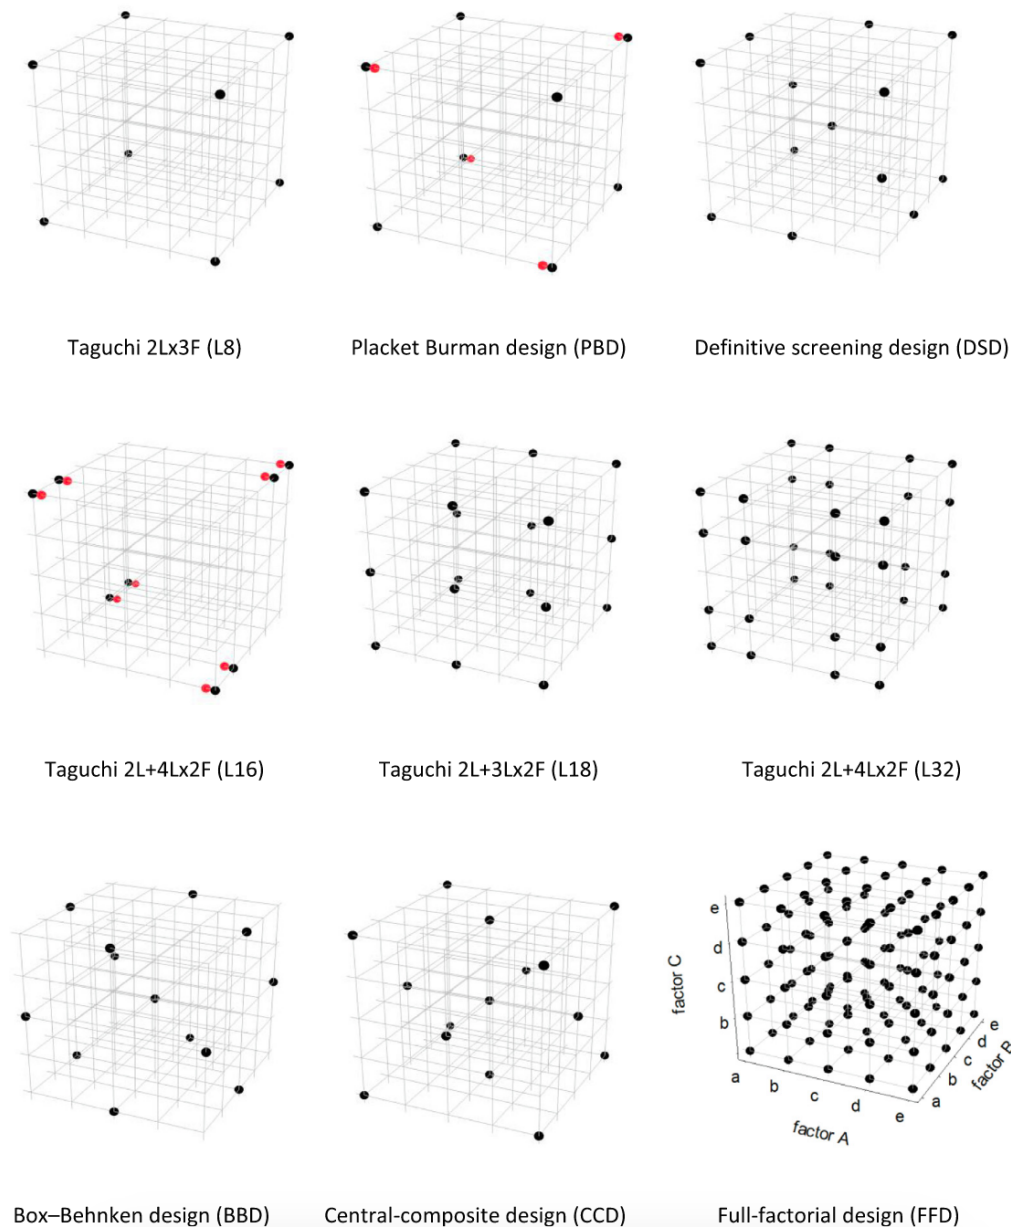 Taguchi 2Lx3F (L8)
Placket Burman design (PBD)
Definitive screening design (DSD)
Taguchi 2L+4Lx2F (L16)
Taguchi 2L+3Lx2F (L18)
Taguchi 2L+4Lx2F (L32)
e
d
c
b
factor C
a
b
c
d
e
factor A
a
b
c
d
e
factor B
Box–Behnken design (BBD)
Central-composite design (CCD)
Full-factorial design (FFD)